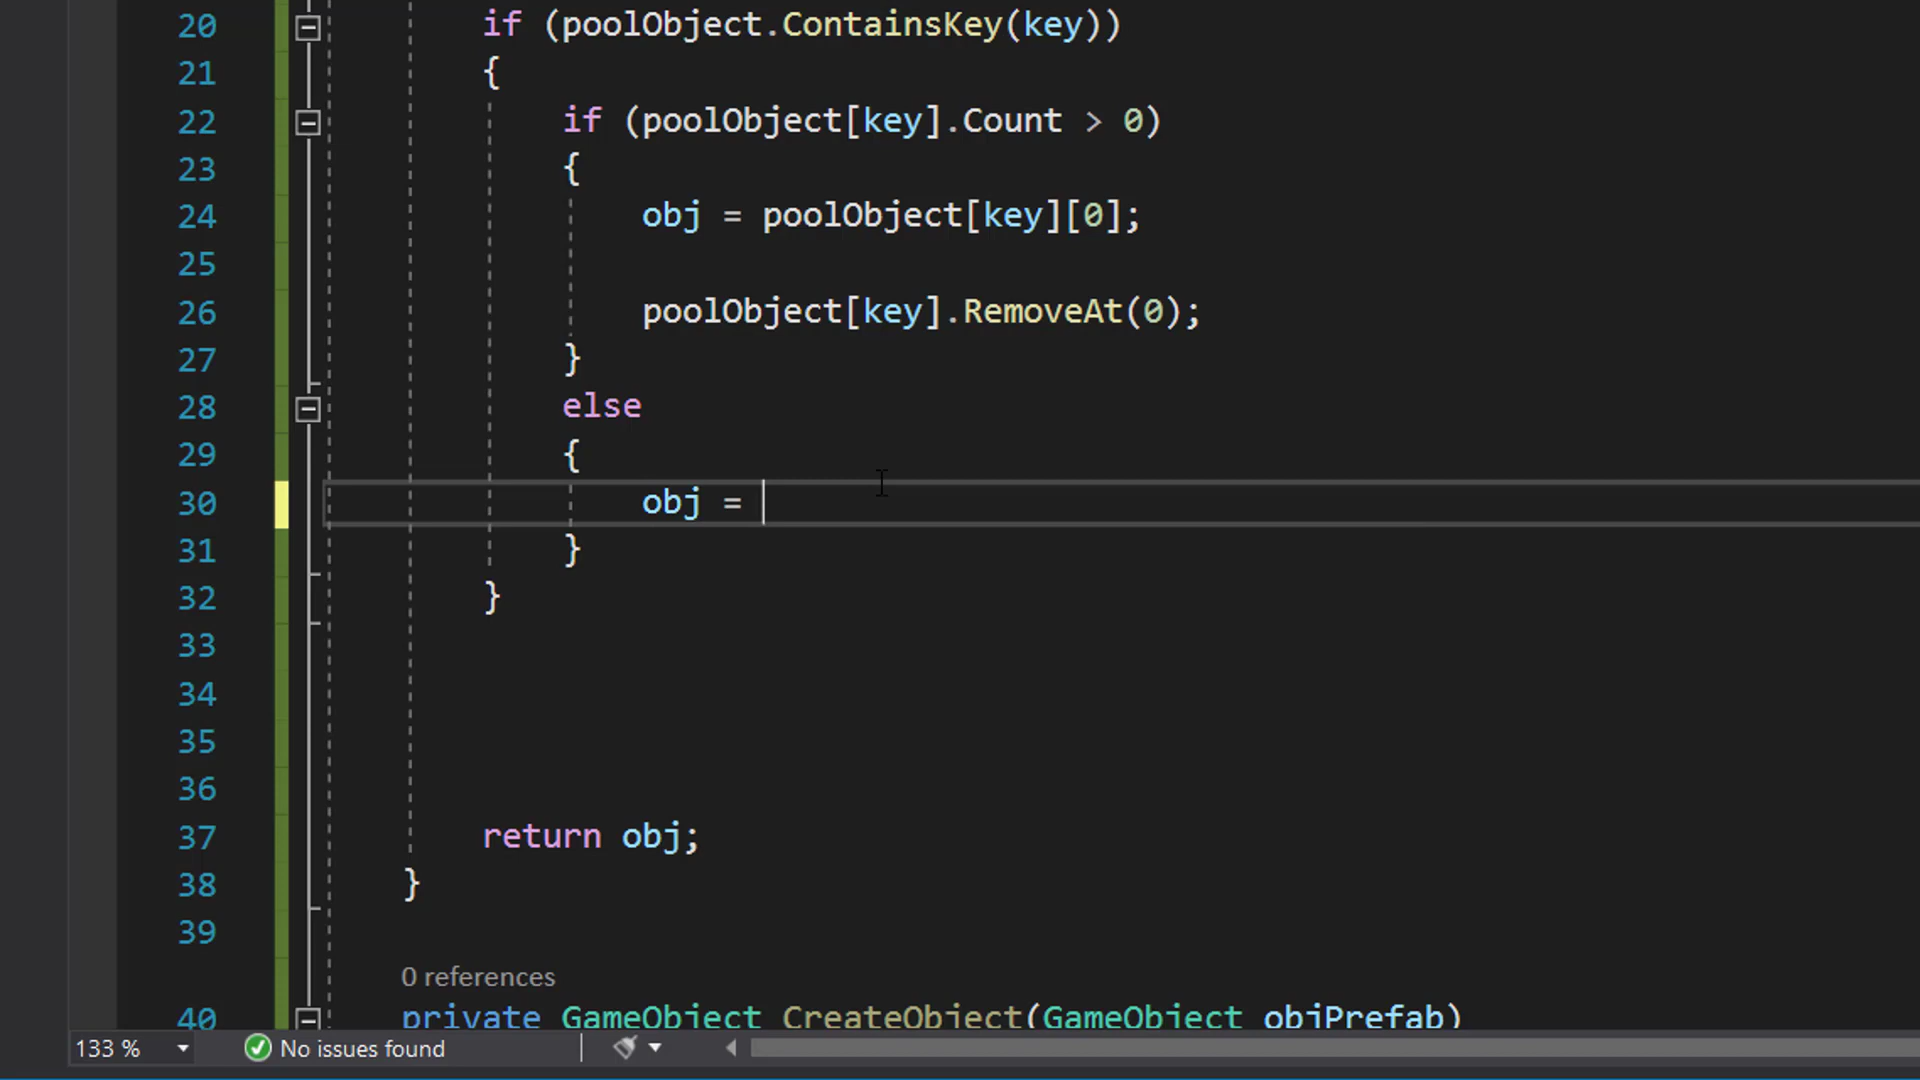 20 if (poolObject.ContainsKey(key))
21 {
22 if (poolObject[key].Count > 0)
23 {
24 obj = poolObject[key][0];
25
26 poolObject[key].RemoveAt(0);
27 }
28 else
29 {
30 obj =
31 }
32 }
33
34
35
36
37 return obj;
38 }
39
0 references
40 private GameObject CreateObject(GameObject objPrefab)
133 % No issues found